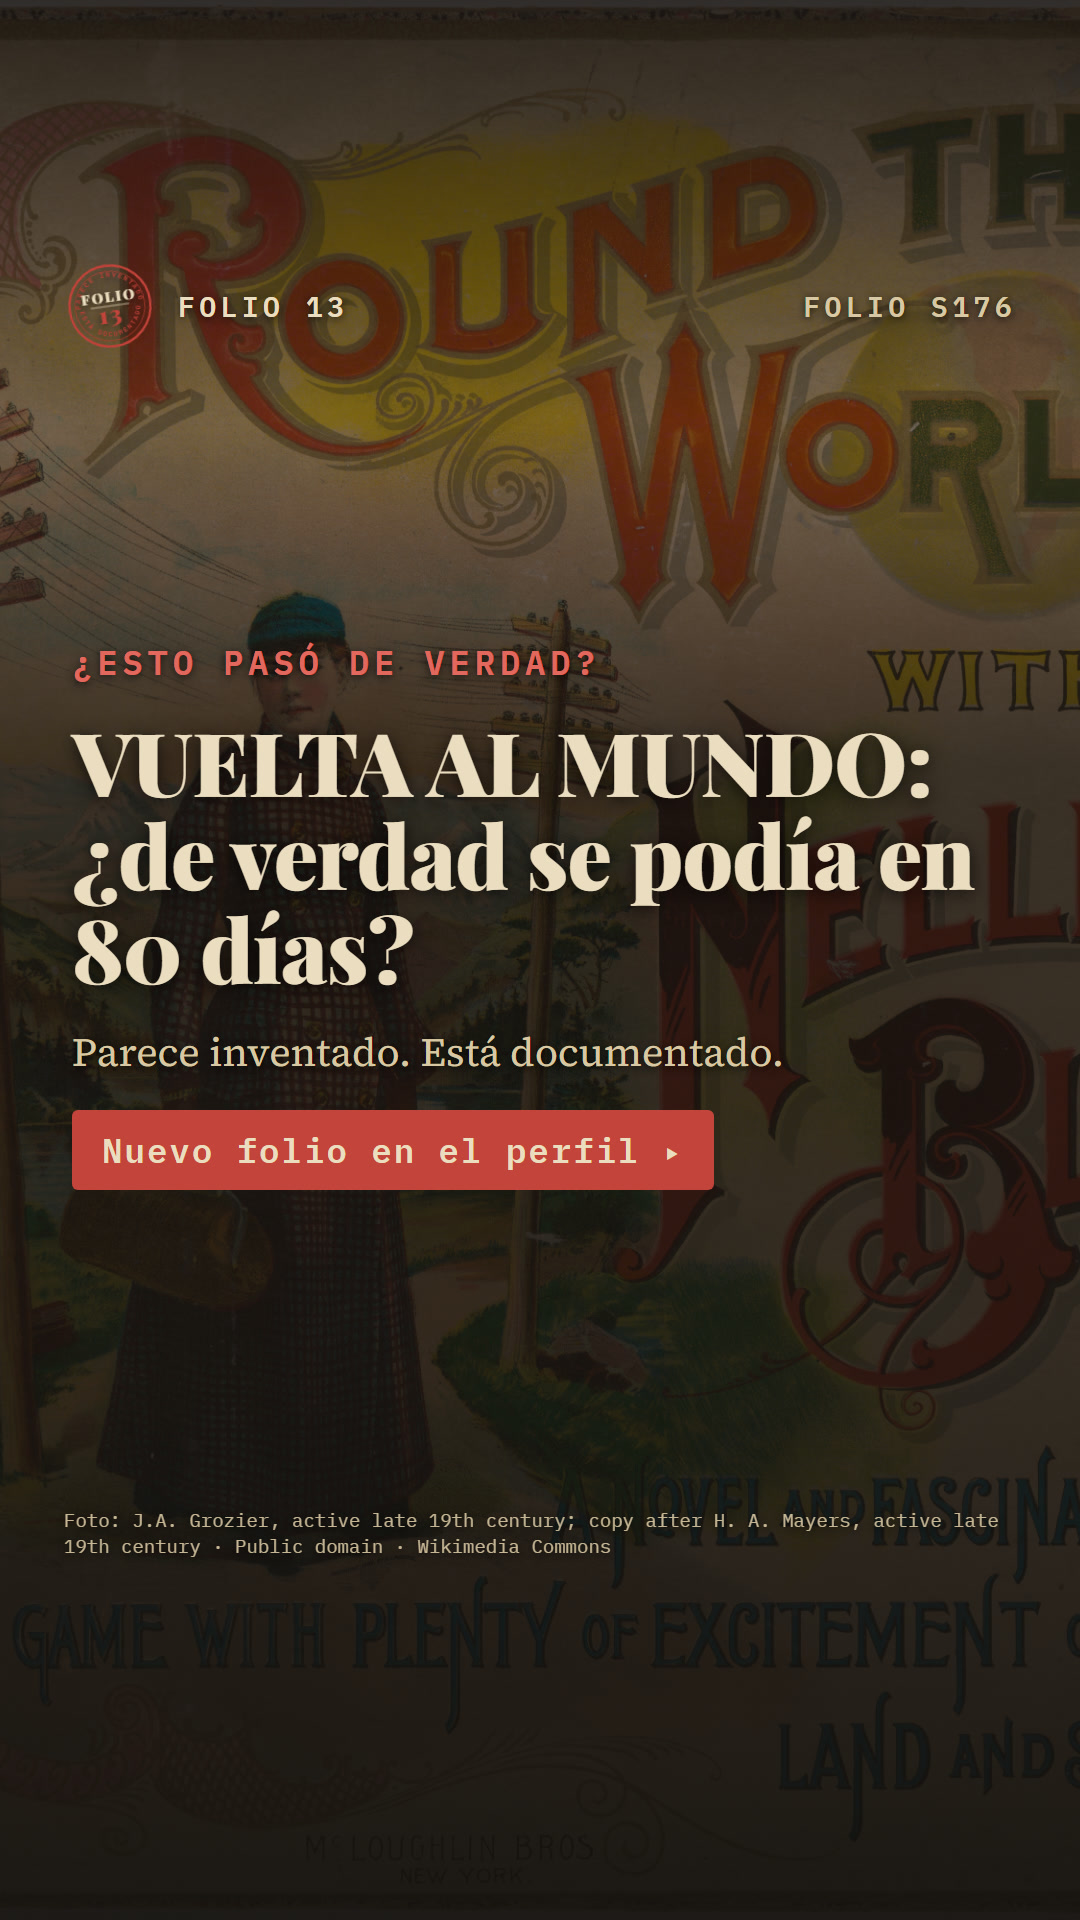 ROUND TH
FOLIO 13
FOLIO 13
FOLIO S176
WORL
WITH
¿ESTO PASÓ DE VERDAD?
VUELTA AL MUNDO:
¿de verdad se podía en
80 días?
NELLI
Parece inventado. Está documentado.
BL
Nuevo folio en el perfil ▸
A NOVEL AND FASCINA
Foto: J.A. Grozier, active late 19th century; copy after H. A. Mayers, active late
19th century · Public domain · Wikimedia Commons
GAME WITH PLENTY OF EXCITEMENT
LAND AND
McLOUGHLIN BROS
NEW YORK.